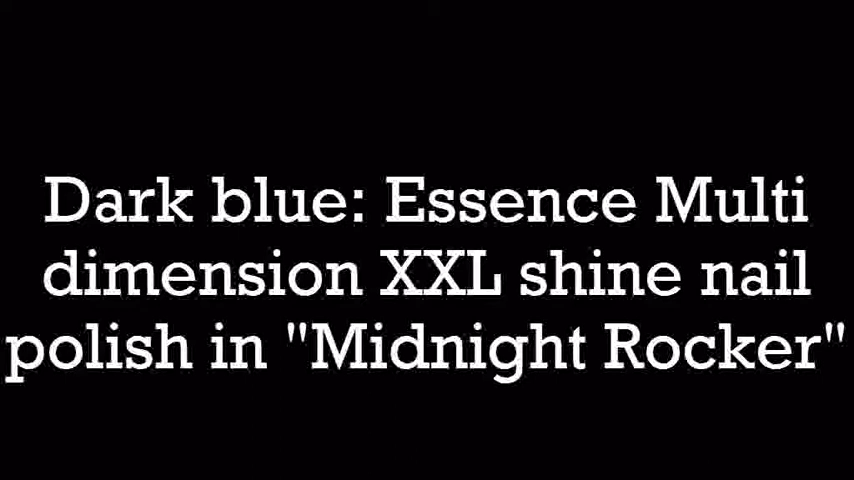 Dark blue: Essence Multi
dimension XXL shine nail
polish in "Midnight Rocker"